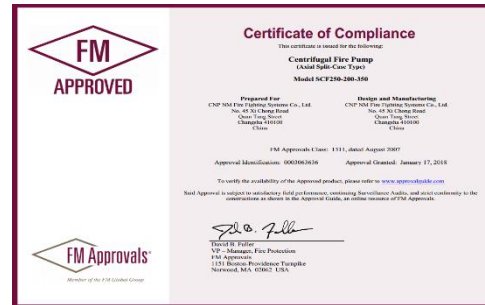 FM
APPROVED
Certificate of Compliance
This certificate is issued for the following:
Centrifugal Fire Pump
(Axial Split-Case Type)
Model SCF250-200-350
Prepared For
CNP NM Fire Fighting Systems Co., Ltd.
No. 45 Xi Chong Road
Quan Tang Street
Changsha 410100
China
Design and Manufacturing
CNP NM Fire Fighting Systems Co., Ltd.
No. 45 Xi Chong Road
Quan Tang Street
Changsha 410100
China
FM Approvals Class: 1311, dated August 2007
Approval Identification: 0003063636 Approval Granted: January 17, 2018
To verify the availability of the Approved product, please refer to www.approvalguide.com
Said Approval is subject to satisfactory field performance, continuing Surveillance Audits, and strict conformity to the
constructions as shown in the Approval Guide, an online resource of FM Approvals.
David B. Fuller
VP – Manager, Fire Protection
FM Approvals
1151 Boston-Providence Turnpike
Norwood, MA 02062 USA
FM Approvals
Member of the FM Global Group